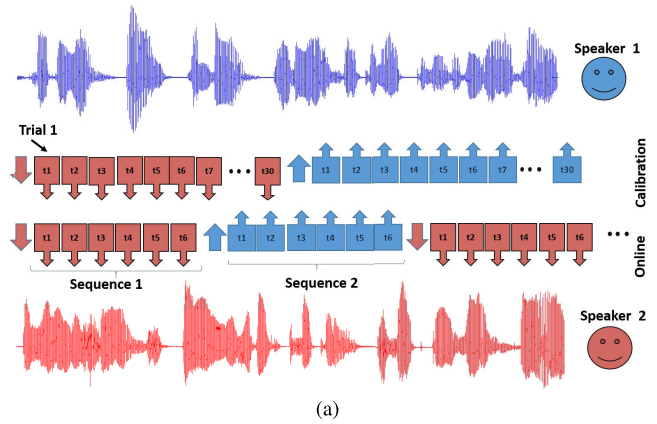 Speaker 1
Trial 1
t1 t2 t3 t4 t5 t6 t7 ••• t30 t1 t2 t3 t4 t5 t6 t7 ••• t30
Calibration
t1 t2 t3 t4 t5 t6 t1 t2 t3 t4 t5 t6 t1 t2 t3 t4 t5 t6 •••
Online
Sequence 1 Sequence 2
Speaker 2
(a)